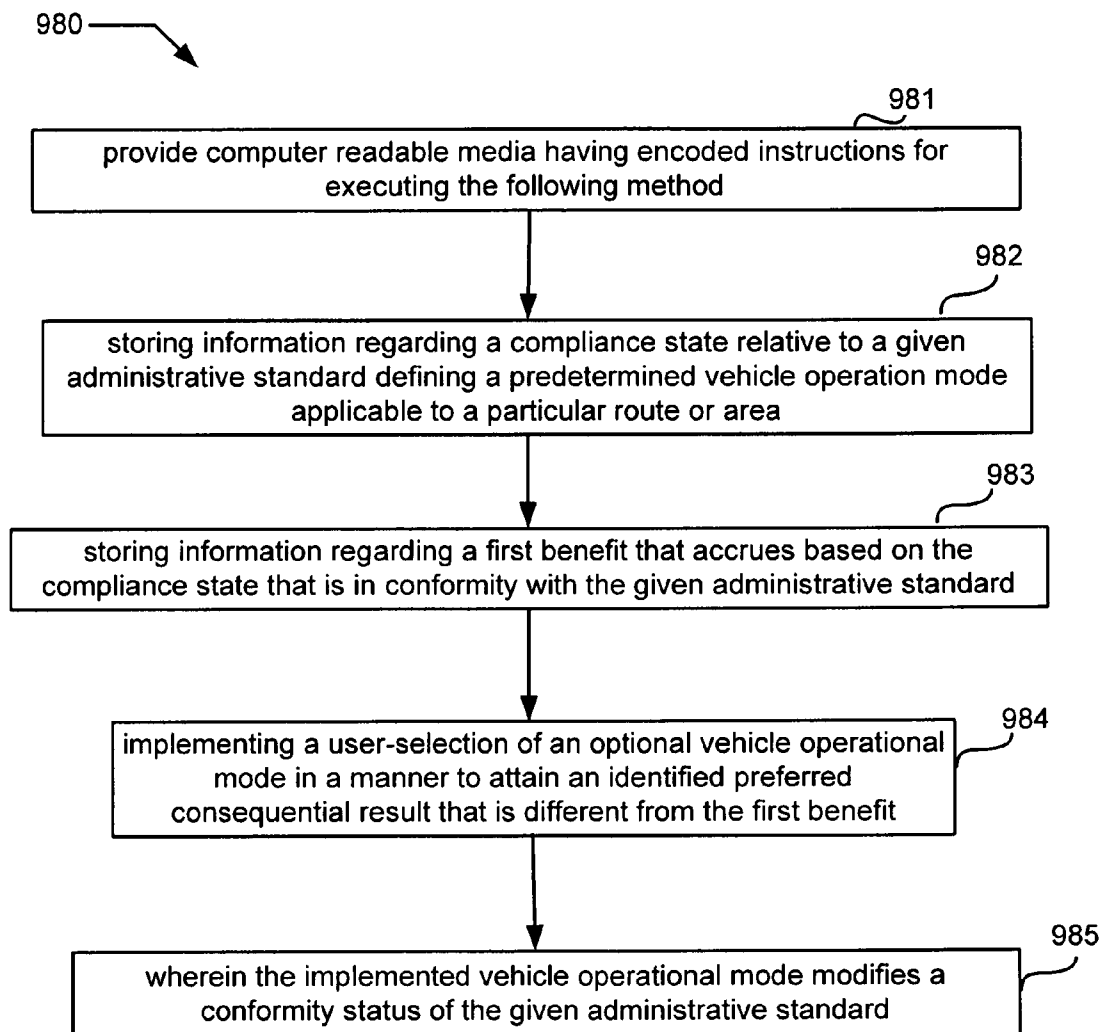 980
981
provide computer readable media having encoded instructions for
executing the following method
982
storing information regarding a compliance state relative to a given
administrative standard defining a predetermined vehicle operation mode
applicable to a particular route or area
983
storing information regarding a first benefit that accrues based on the
compliance state that is in conformity with the given administrative standard
984
implementing a user-selection of an optional vehicle operational
mode in a manner to attain an identified preferred
consequential result that is different from the first benefit
985
wherein the implemented vehicle operational mode modifies a
conformity status of the given administrative standard